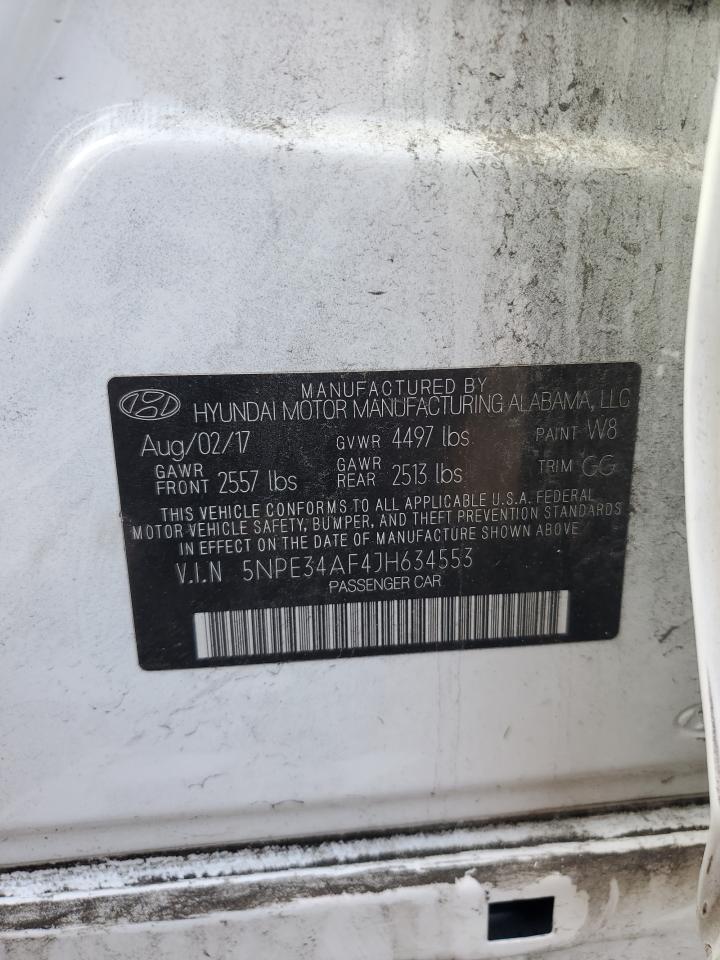 MANUFACTURED BY
HYUNDAI MOTOR MANUFACTURING ALABAMA, LLC
Aug/02/17 GVWR 4497 lbs PAINT W8
GAWR FRONT 2557 lbs GAWR REAR 2513 lbs TRIM GG
THIS VEHICLE CONFORMS TO ALL APPLICABLE U.S.A. FEDERAL
MOTOR VEHICLE SAFETY, BUMPER, AND THEFT PREVENTION STANDARDS
IN EFFECT ON THE DATE OF MANUFACTURE SHOWN ABOVE
V.I.N 5NPE34AF4JH634553
PASSENGER CAR